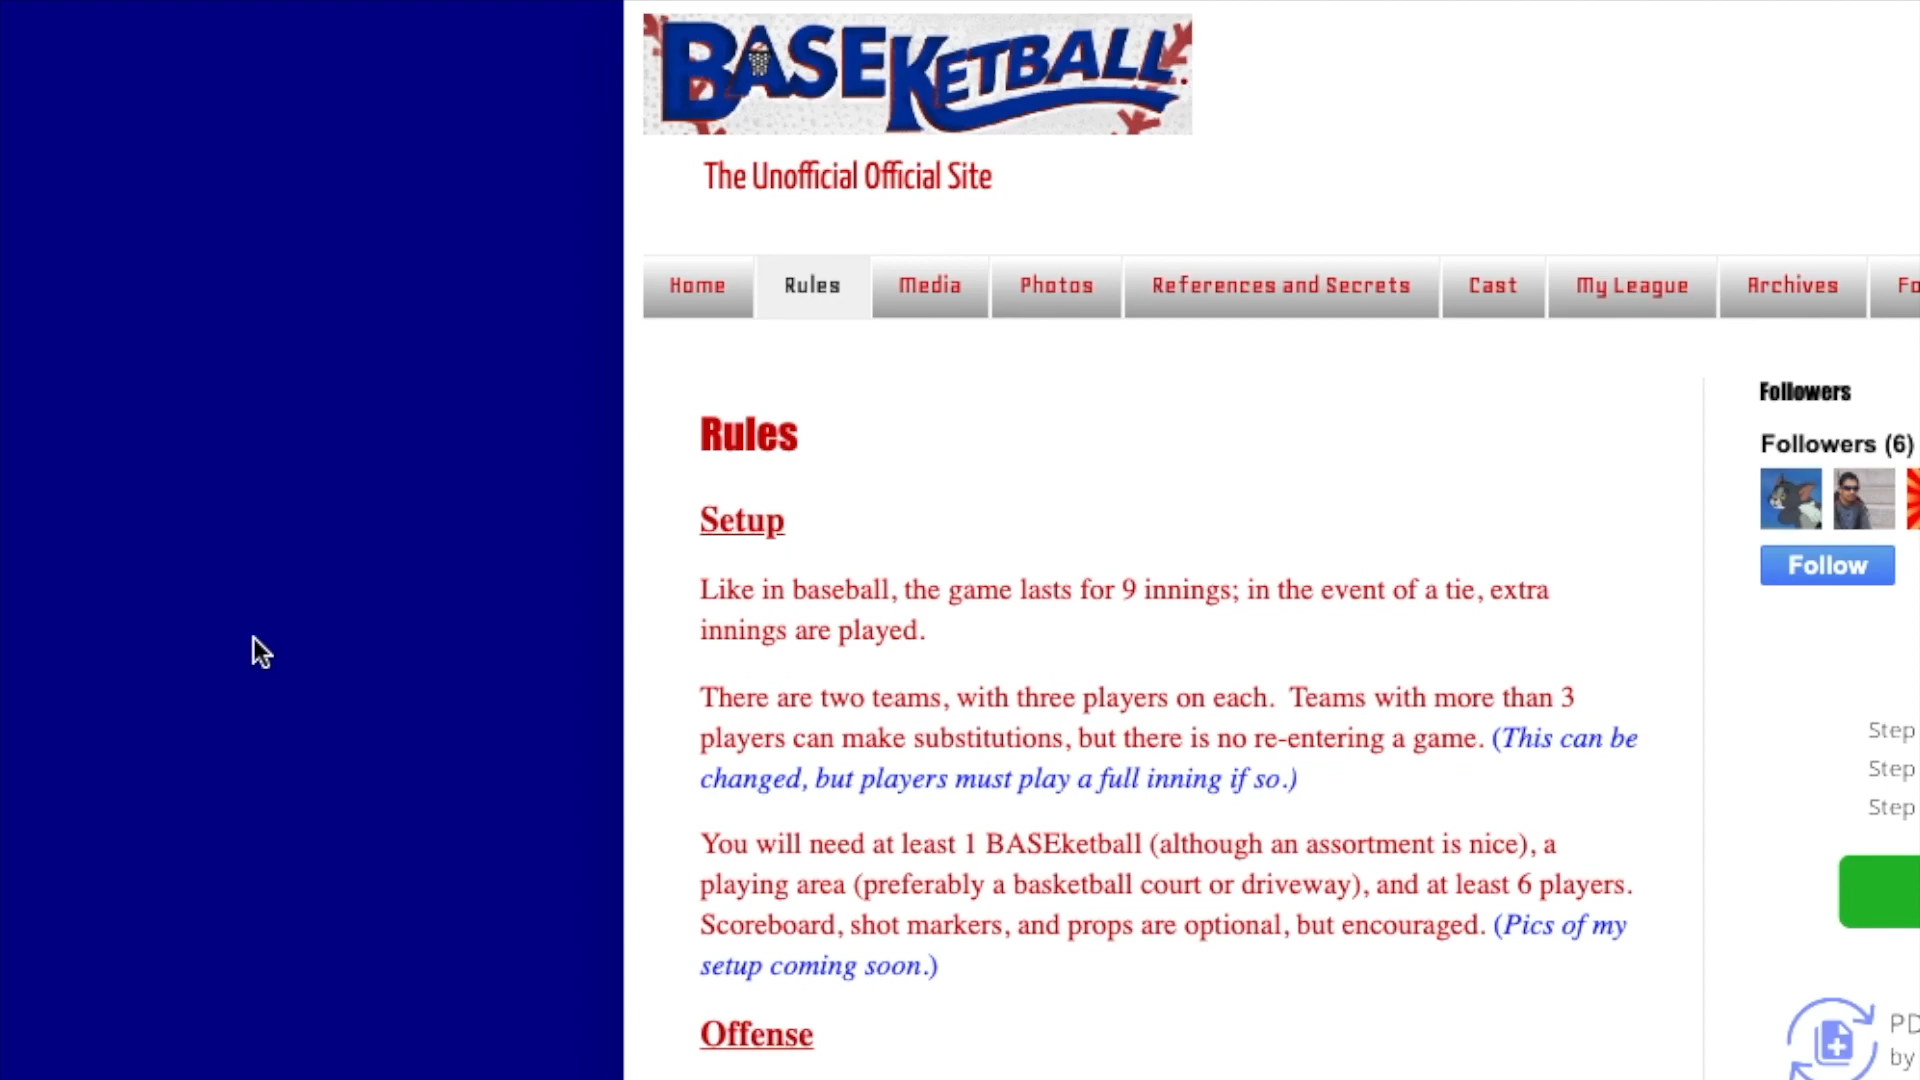 BASEKETBALL
The Unofficial Official Site
Home Rules Media Photos References and Secrets Cast My League Archives Fo
Rules
Setup
Like in baseball, the game lasts for 9 innings; in the event of a tie, extra
innings are played.
There are two teams, with three players on each. Teams with more than 3
players can make substitutions, but there is no re-entering a game. (This can be
changed, but players must play a full inning if so.)
You will need at least 1 BASEketball (although an assortment is nice), a
playing area (preferably a basketball court or driveway), and at least 6 players.
Scoreboard, shot markers, and props are optional, but encouraged. (Pics of my
setup coming soon.)
Offense
Followers
Followers (6)
Follow
Step
Step
Step
PD
by